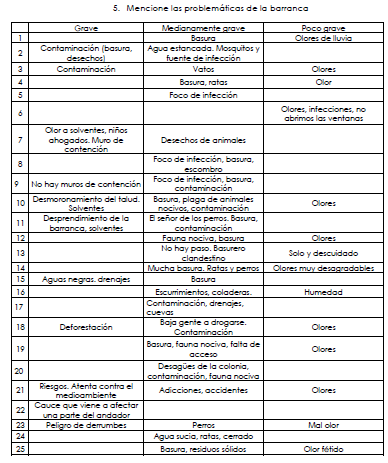 5. Mencione las problemáticas de la barranca
Grave Medianamente grave Poco grave
1 Basura Olores de lluvia
2 Contaminación (basura, desechos) Agua estancada. Mosquitos y fuente de infección
3 Contaminación Vatos Olores
4 Basura, ratas Olor
5 Foco de infección
6 Olores, infecciones, no abrimos las ventanas
7 Olor a solventes, niños ahogados. Muro de contención Desechos de animales
8 Foco de infección, basura, escombro
9 No hay muros de contención Foco de infección, basura, contaminación
10 Desmoronamiento del talud. Solventes Basura, plaga de animales nocivos, contaminación Olores
11 Desprendimiento de la barranca, solventes El señor de los perros. Basura, contaminación
12 Fauna nociva, basura Olores
13 No hay paso. Basurero clandestino Solo y descuidado
14 Mucha basura. Ratas y perros Olores muy desagradables
15 Aguas negras. drenajes Basura
16 Escurrimientos, coladeras. Humedad
17 Contaminación, drenajes, cuevas
18 Deforestación Baja gente a drogarse. Contaminación Olores
19 Basura, fauna nociva, falta de acceso Olores
20 Desagües de la colonia, contaminación, fauna nociva
21 Riesgos. Atenta contra el medioambiente Adicciones, accidentes Olores
22 Cauce que viene a afectar una parte del andador
23 Peligro de derrumbes Perros Mal olor
24 Agua sucia, ratas, cerrado
25 Basura, residuos sólidos Olor fétido